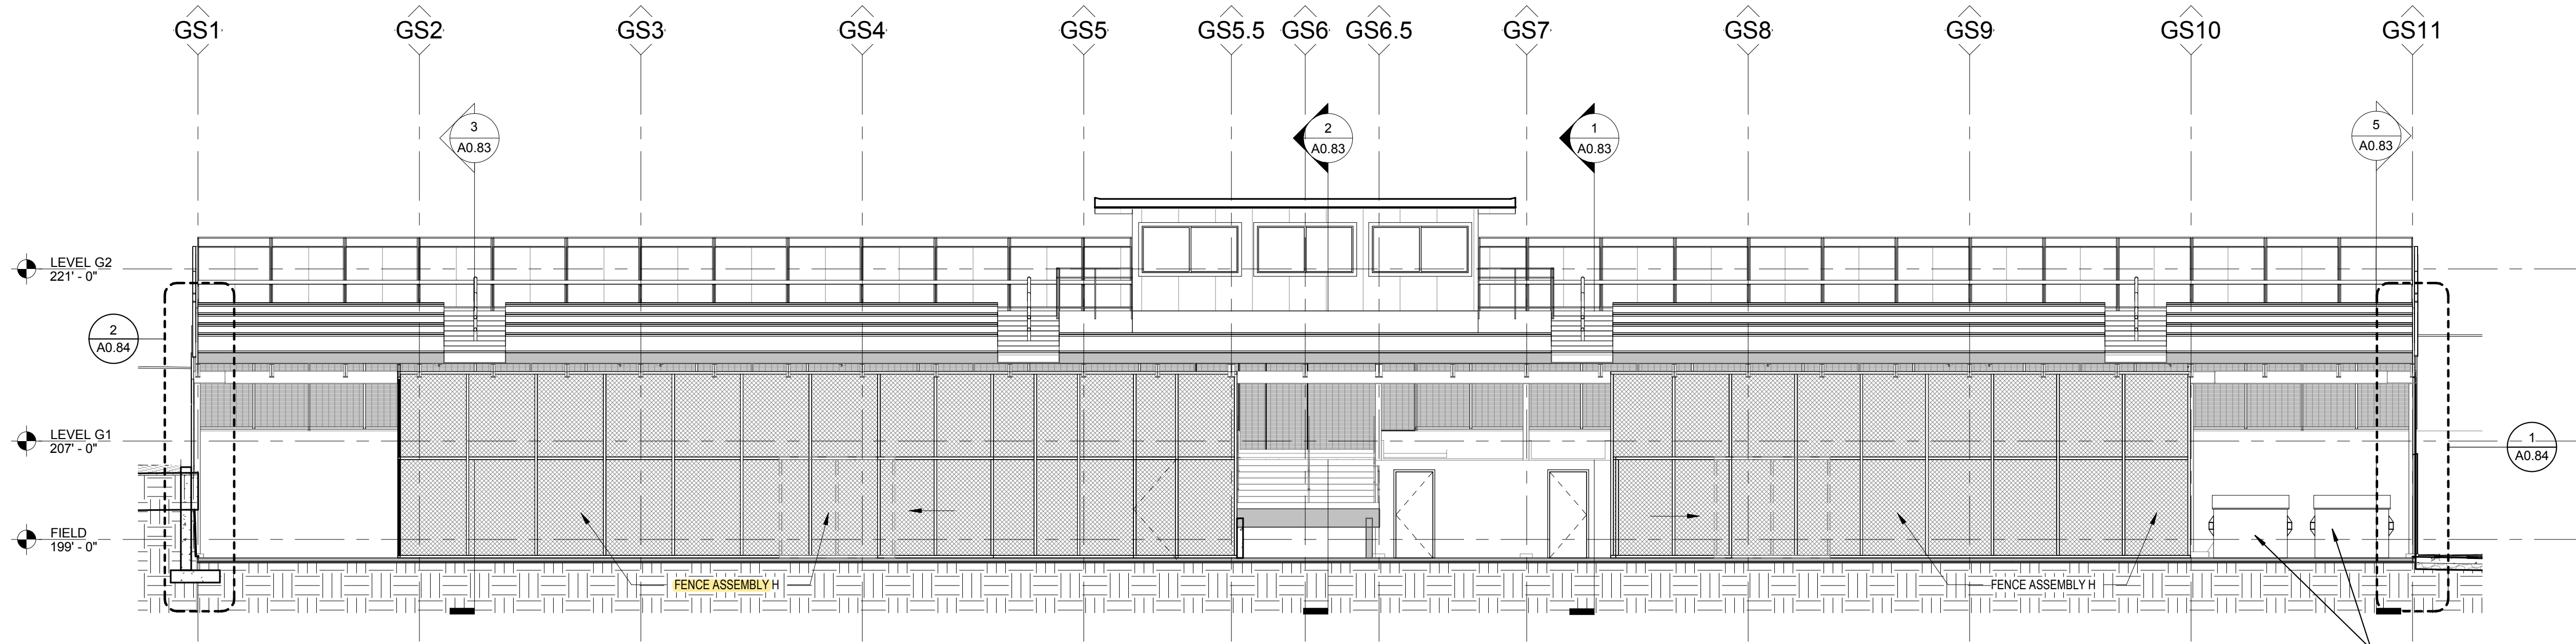 GS1 GS2 GS3 GS4 GS5 GS5.5 GS6 GS6.5 GS7 GS8 GS9 GS10 GS11
3
A0.83
2
A0.83
1
A0.83
5
A0.83
LEVEL G2
221' - 0"
2
A0.84
LEVEL G1
207' - 0"
1
A0.84
FIELD
199' - 0"
FENCE ASSEMBLY H
FENCE ASSEMBLY H